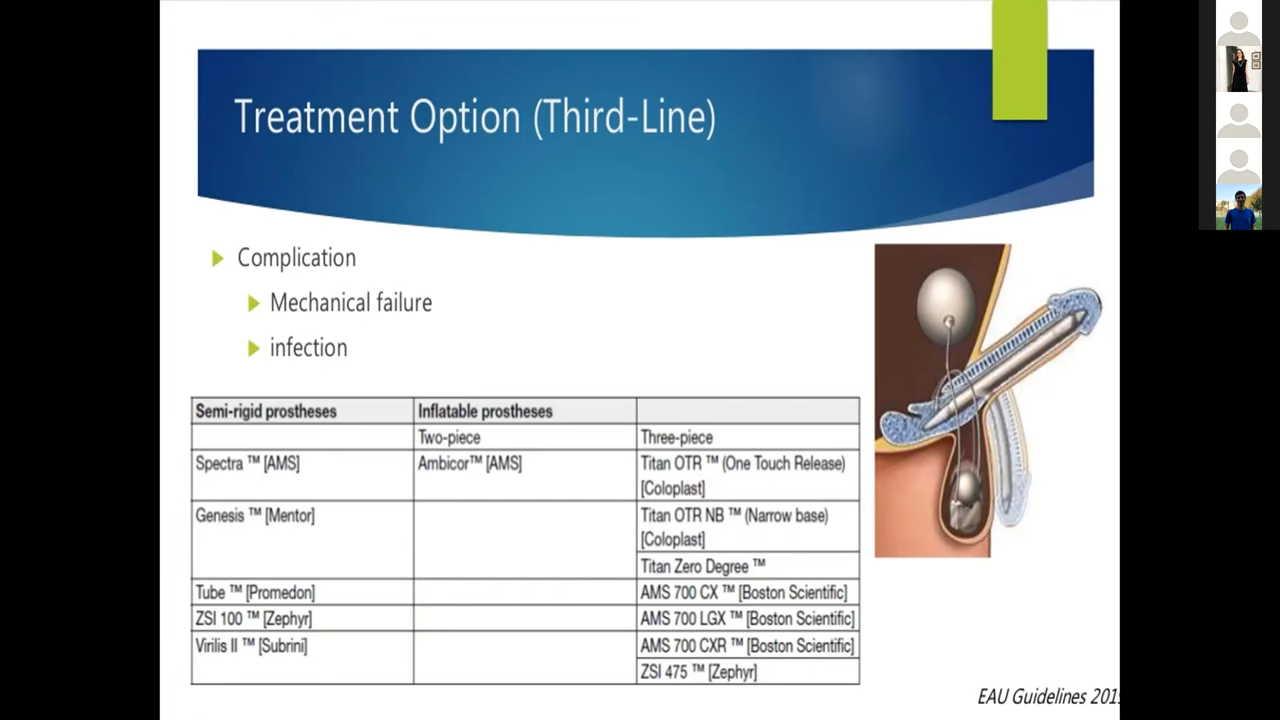 Treatment Option (Third-Line)
Complication
Mechanical failure
infection
Semi-rigid prostheses Inflatable prostheses
Two-piece Three-piece
Spectra ™ [AMS] Ambicor™ [AMS] Titan OTR ™ (One Touch Release)
[Coloplast]
Genesis ™ [Mentor] Titan OTR NB ™ (Narrow base)
[Coloplast]
Titan Zero Degree ™
Tube ™ [Promedon] AMS 700 CX ™ [Boston Scientific]
ZSI 100 ™ [Zephyr] AMS 700 LGX ™ [Boston Scientific]
Virilis II ™ [Subrini] AMS 700 CXR ™ [Boston Scientific]
ZSI 475 ™ [Zephyr]
EAU Guidelines